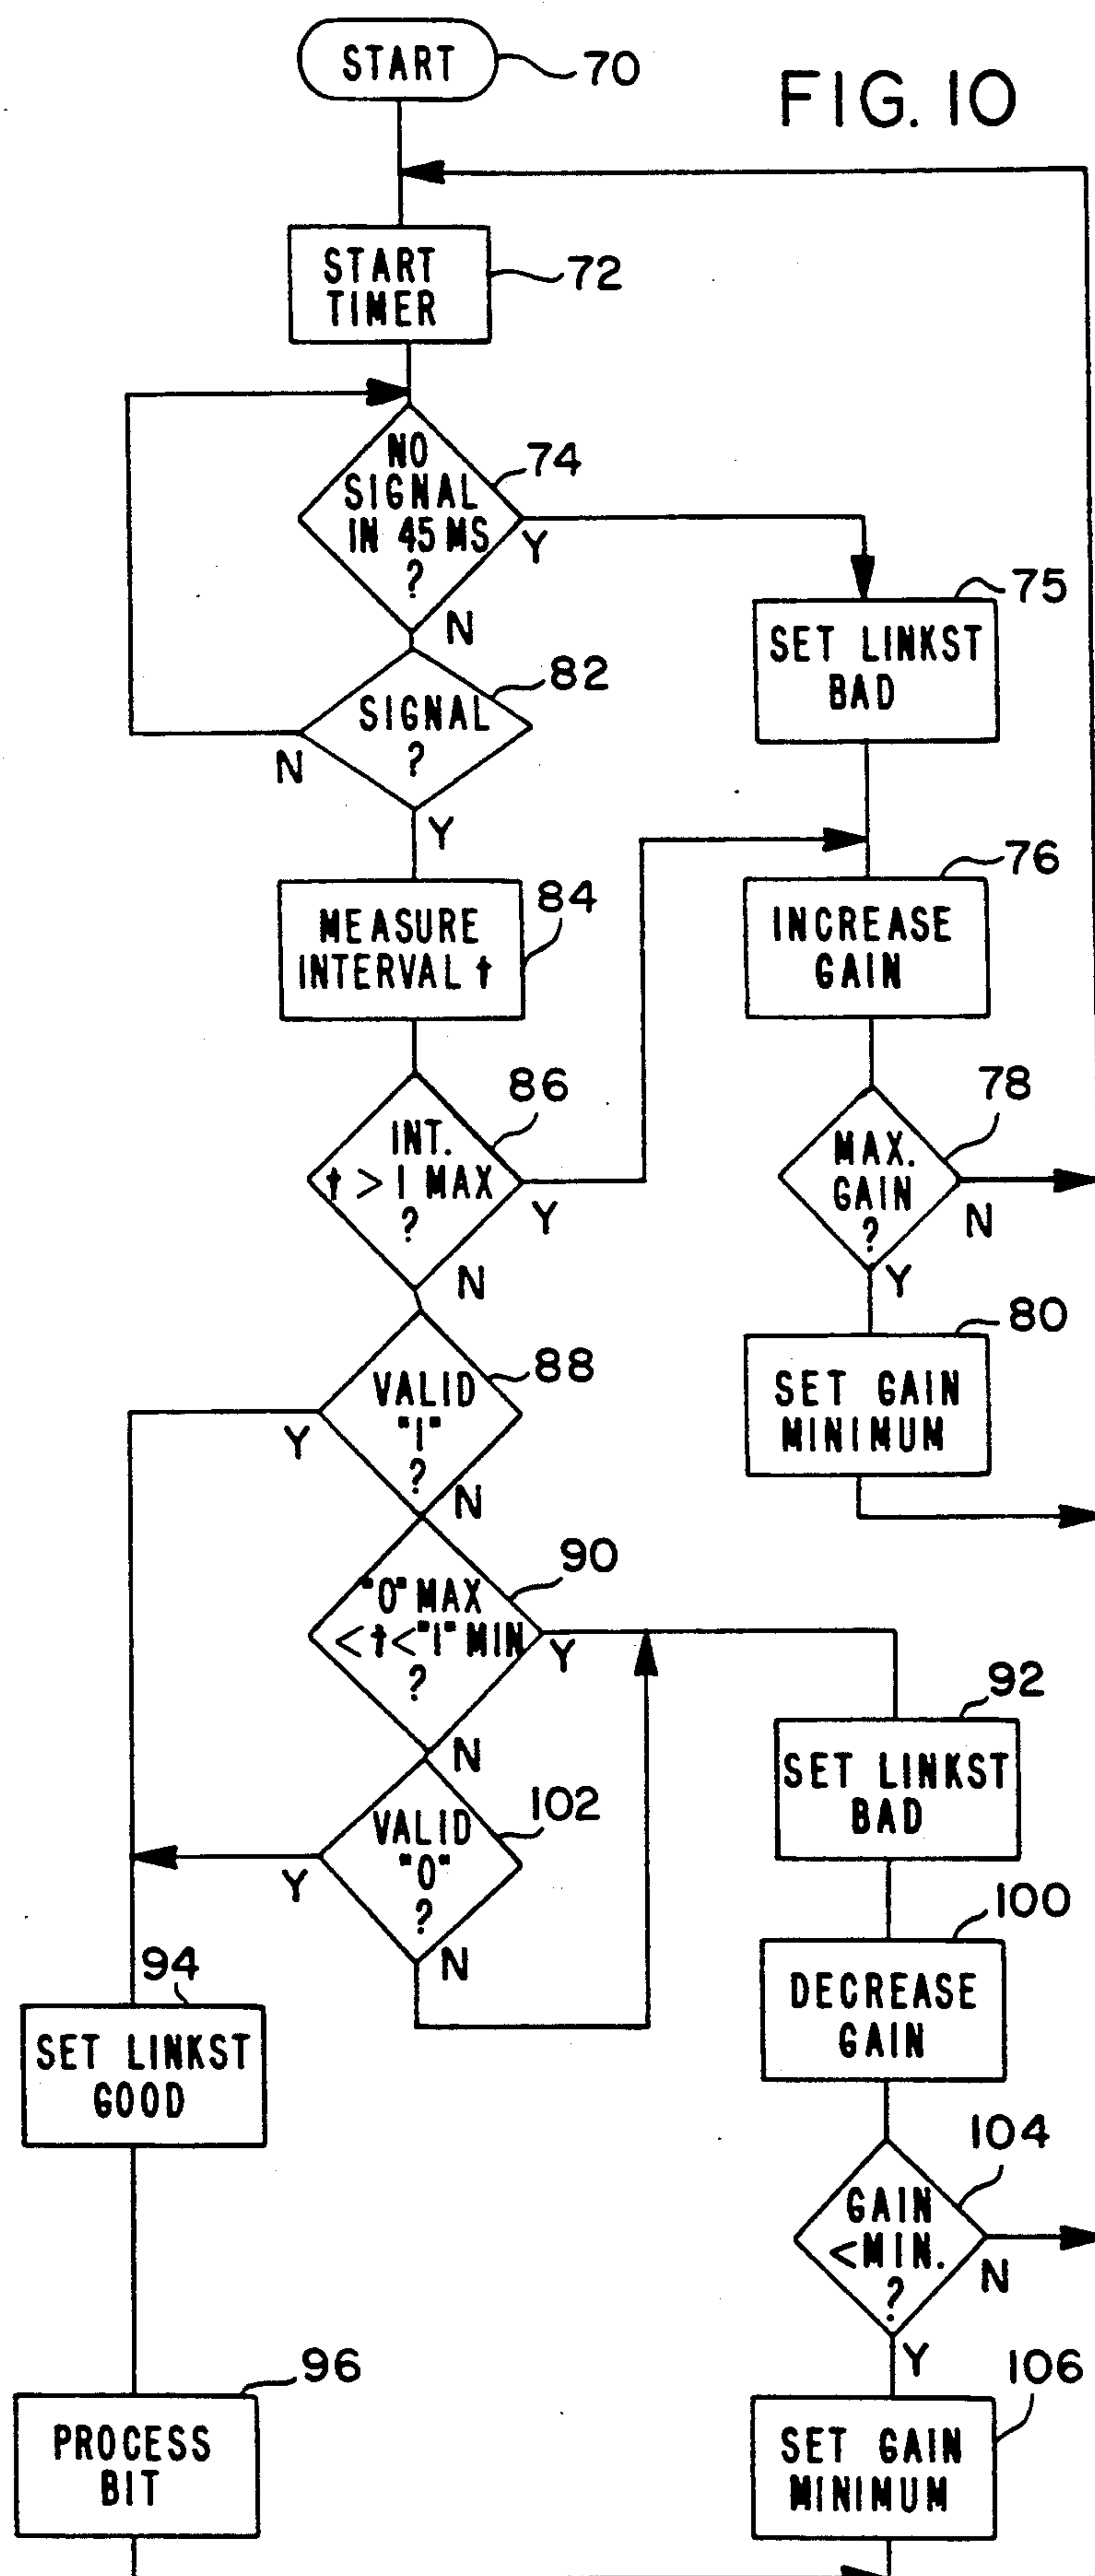 START
70
FIG. 10
START
TIMER
72
NO
SIGNAL
IN 45 MS
?
74
Y
N
75
SET LINKST
BAD
SIGNAL
?
82
N
Y
76
INCREASE
GAIN
MEASURE
INTERVAL t
84
INT.
t > 1 MAX
?
86
Y
N
MAX.
GAIN
?
78
N
Y
80
SET GAIN
MINIMUM
VALID
"1"
?
88
Y
N
"0" MAX
< t < "1" MIN
?
90
Y
N
92
SET LINKST
BAD
VALID
"0"
?
102
Y
N
100
DECREASE
GAIN
94
SET LINKST
GOOD
GAIN
<MIN.
?
104
N
Y
96
PROCESS
BIT
106
SET GAIN
MINIMUM